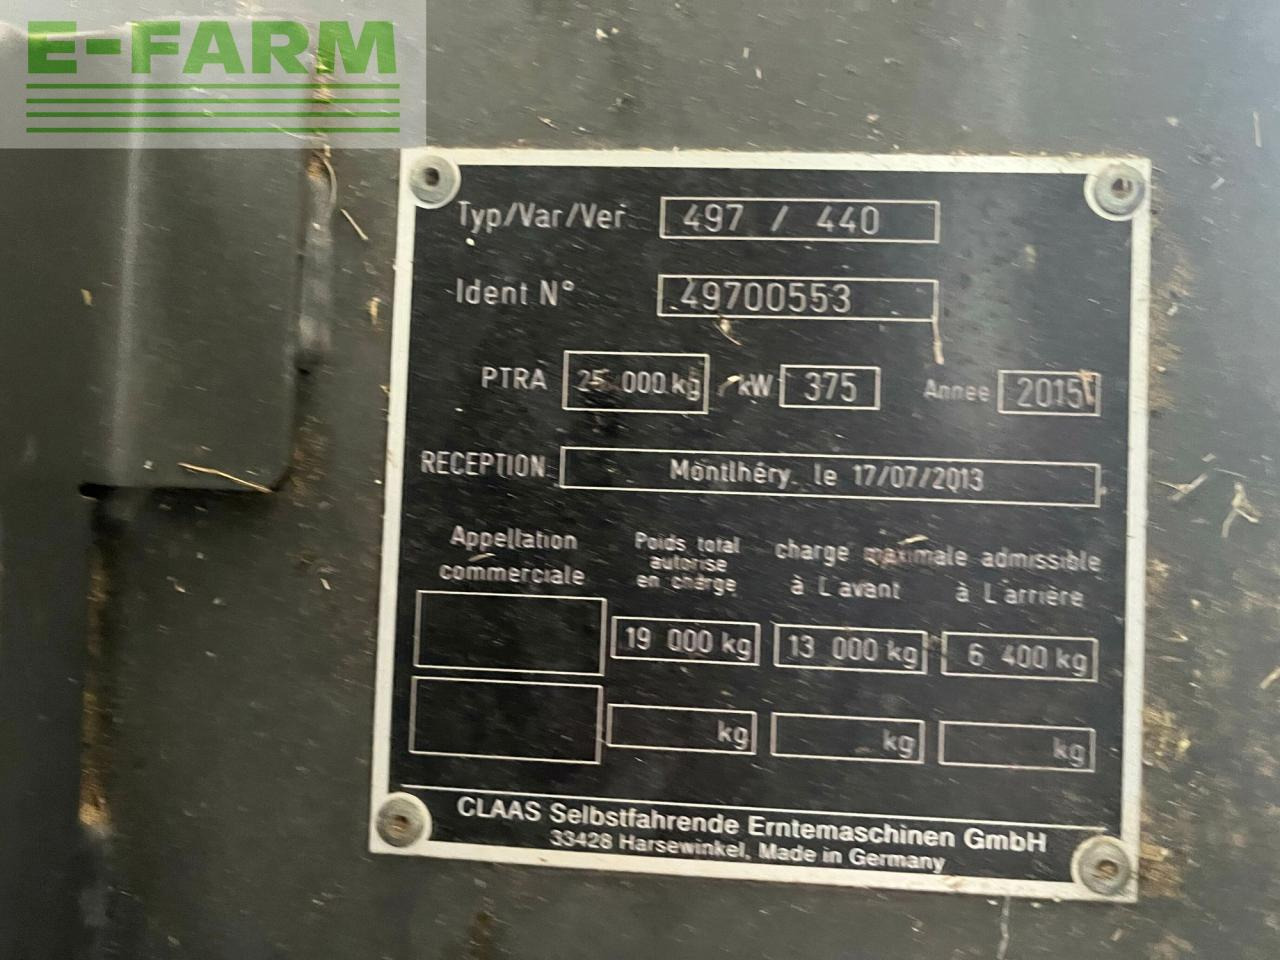 E-FARM
Typ/Var/Ver 497 / 440
Ident N° 49700553
PTRA 25 000 kg kW 375 Annee 2015
RECEPTION Montlhéry. le 17/07/2013
Appellation commerciale
Poids total autorise en charge
charge maximale admissible
à L'avant à L'arrière
19 000 kg 13 000 kg 6 400 kg
kg kg kg
CLAAS Selbstfahrende Erntemaschinen GmbH
33428 Harsewinkel, Made in Germany